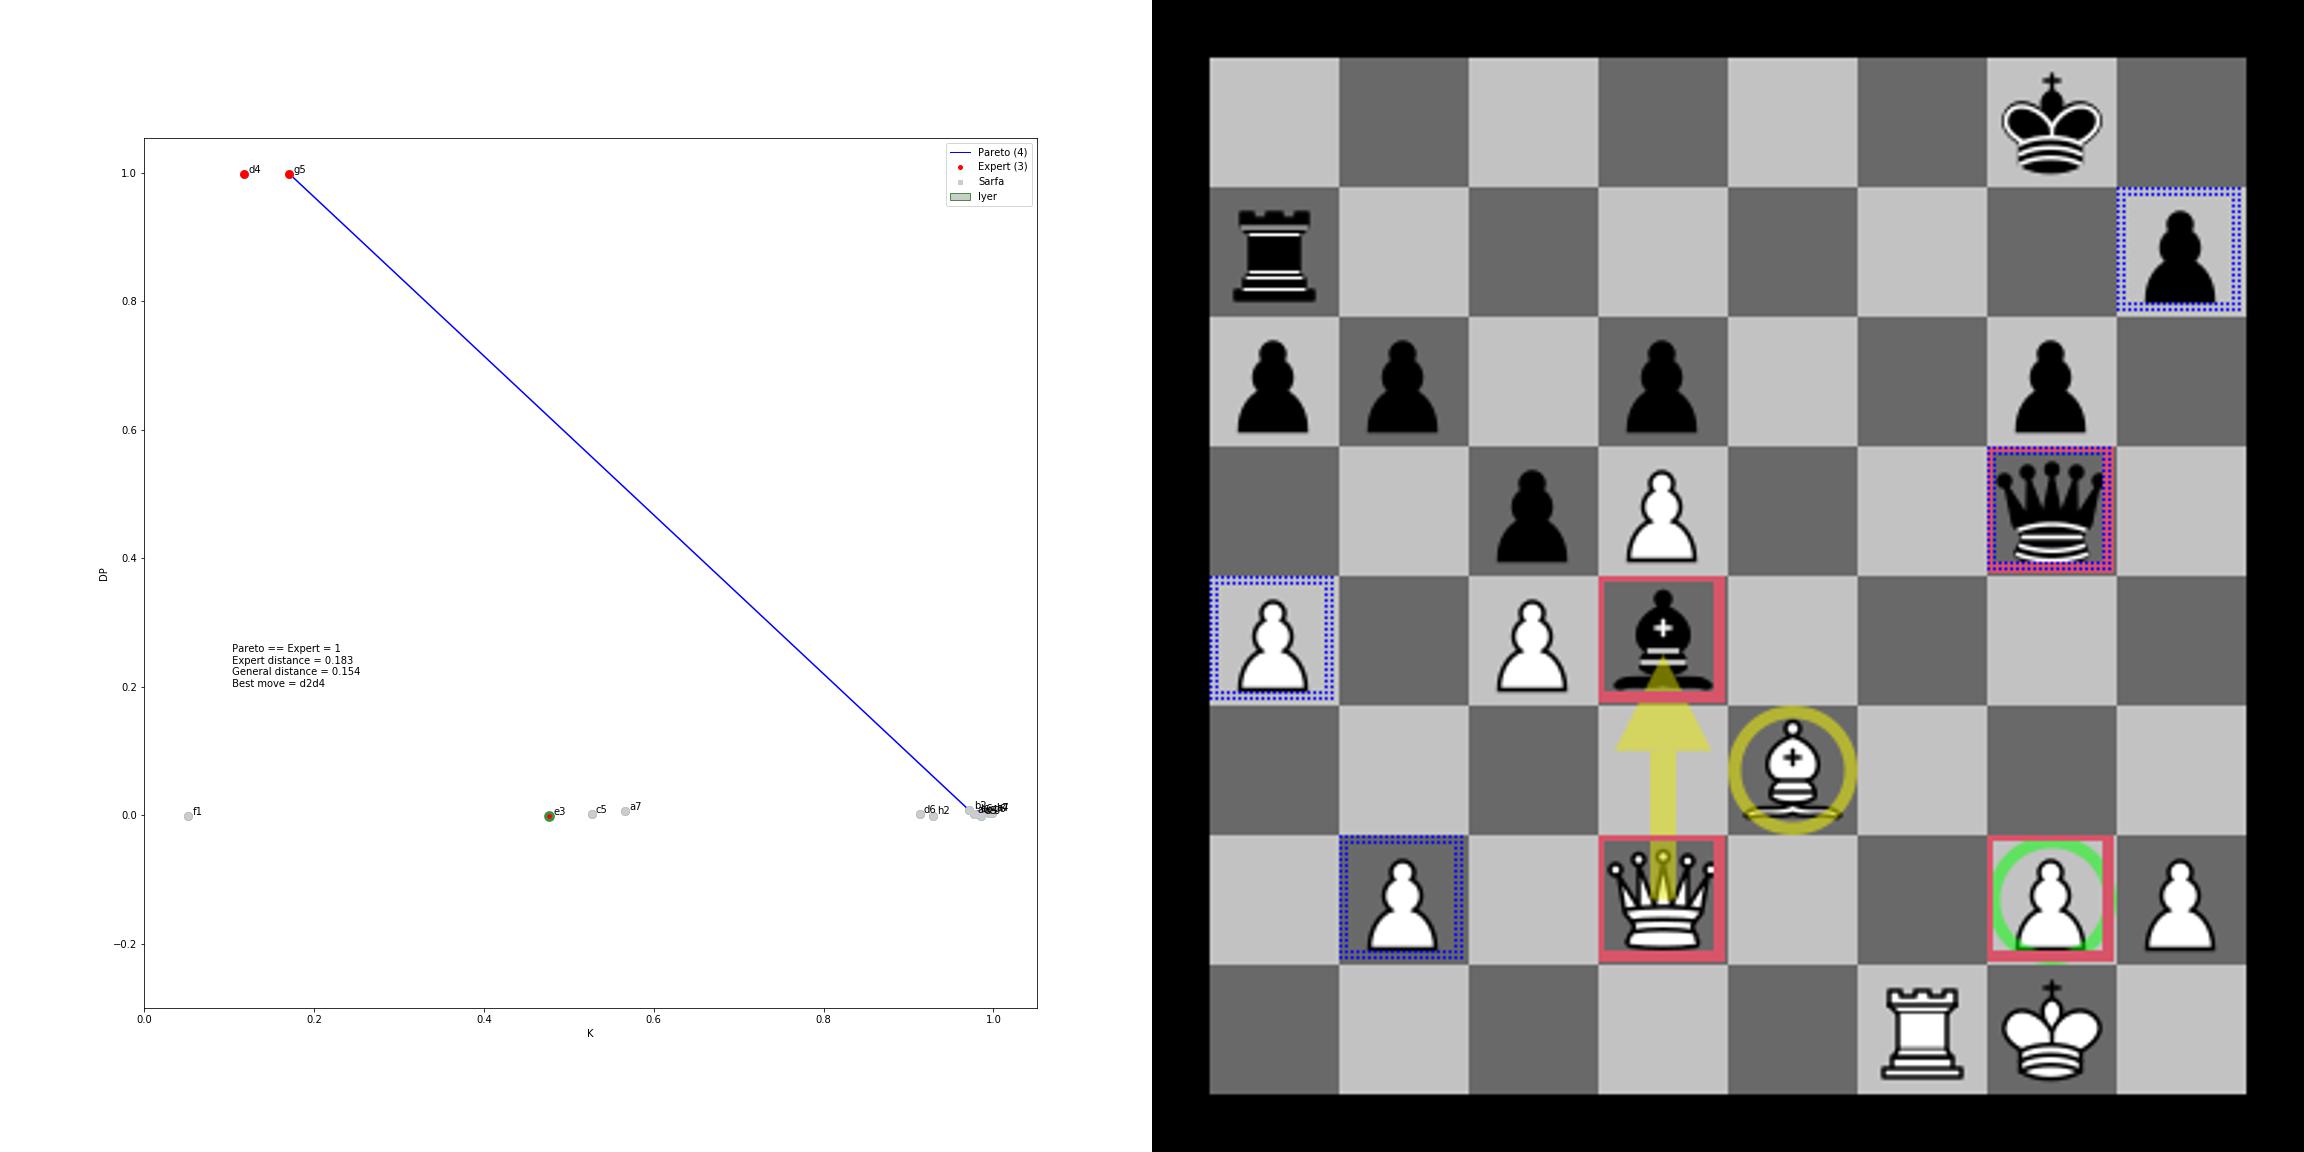 Pareto (4)
Expert (3)
Sarfa
Iyer
1.0
0.8
0.6
0.4
0.2
0.0
−0.2
DP
d4
g5
Pareto == Expert = 1
Expert distance = 0.183
General distance = 0.154
Best move = d2d4
f1
e3
c5
a7
d6
h2
b2
0.0
0.2
0.4
0.6
0.8
1.0
K